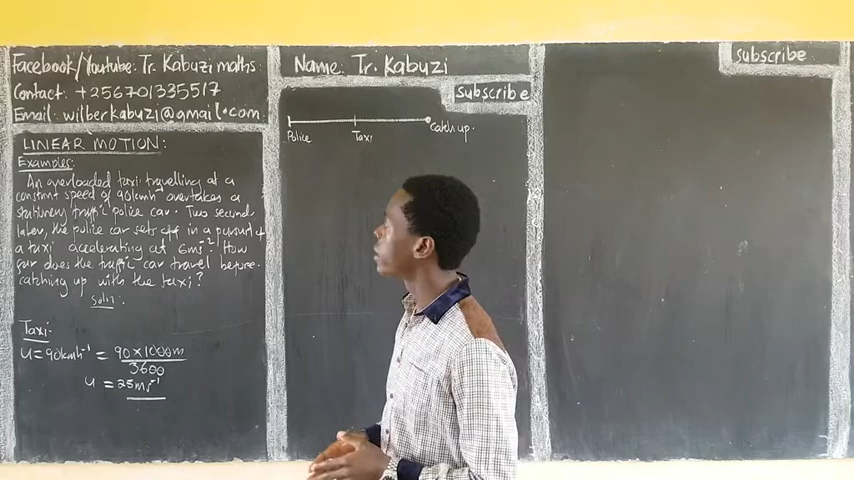 Facebook/Youtube: Tr. Kabuzi maths.
Contact: +256701335517
Email: wilberkabuzi@gmail.com
LINEAR MOTION:
Examples:
An overloaded taxi travelling at a
constant speed of 90kmh⁻¹ overtakes a
stationery traffic police car. Two second
later, the police car sets off in a pursuit of
a taxi accelerating at 6ms⁻². How
far does the traffic car travel before
catching up with the taxi?
Soln:
Taxi:
u = 90kmh⁻¹ = 90 x 1000m
3600
u = 25ms⁻¹
Name: Tr. Kabuzi
Subscribe
Police Taxi Catch up.
Subscribe